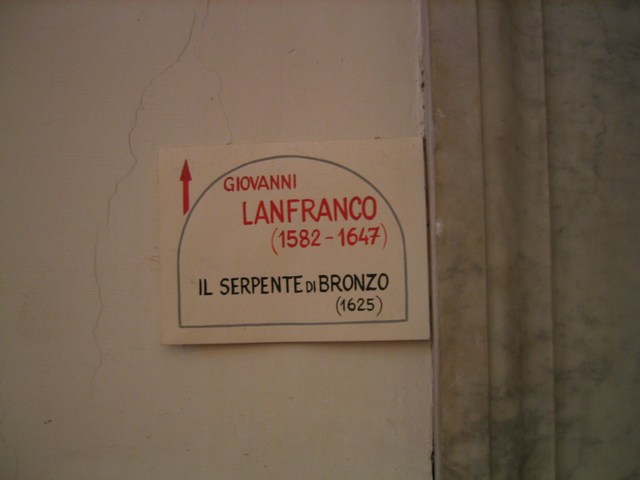 GIOVANNI
LANFRANCO
(1582-1647)
IL SERPENTE DI BRONZO
(1625)